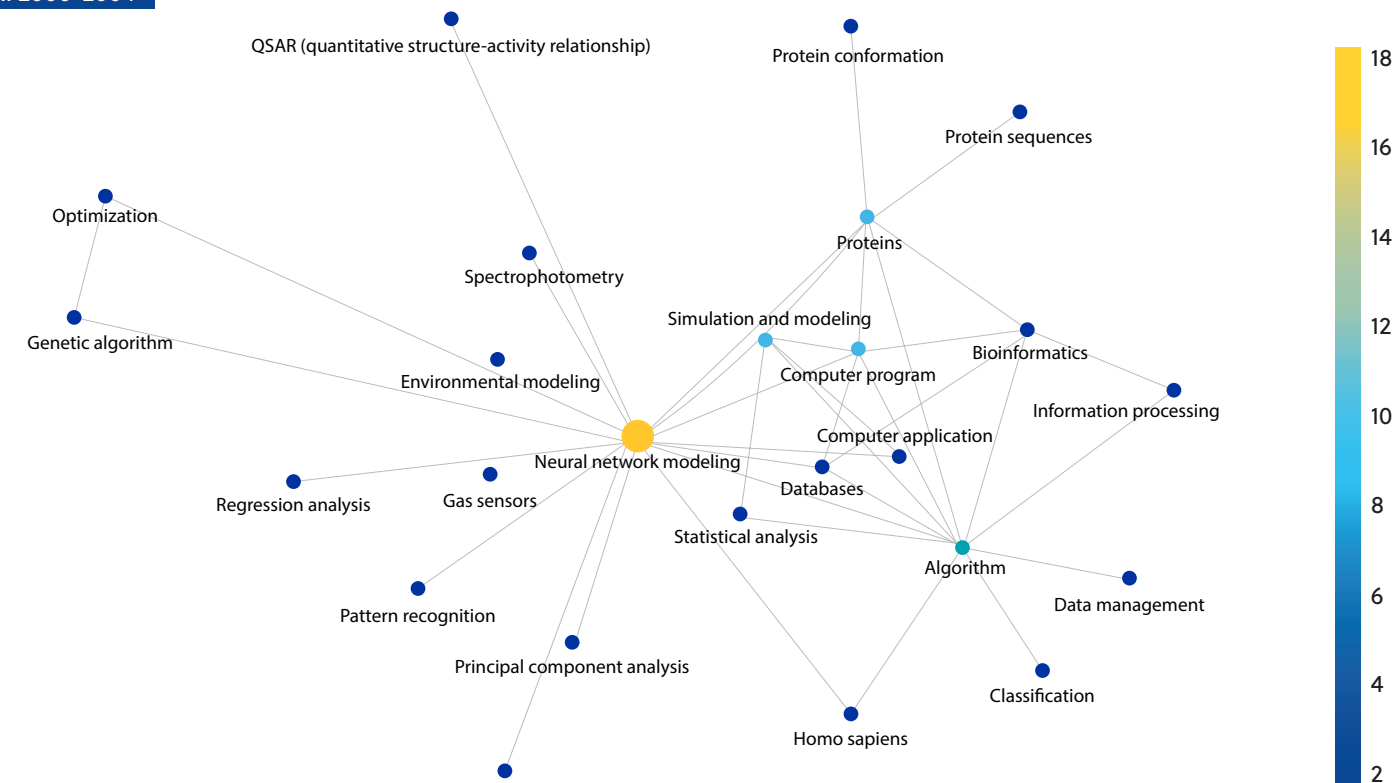 QSAR (quantitative structure-activity relationship)
Protein conformation
18
Protein sequences
16
Optimization
14
Proteins
Spectrophotometry
Simulation and modeling
12
Genetic algorithm
Bioinformatics
Computer program
Environmental modeling
Information processing
10
Computer application
Neural network modeling
Databases
Gas sensors
Regression analysis
8
Statistical analysis
Algorithm
6
Data management
Pattern recognition
Principal component analysis
4
Classification
Homo sapiens
2